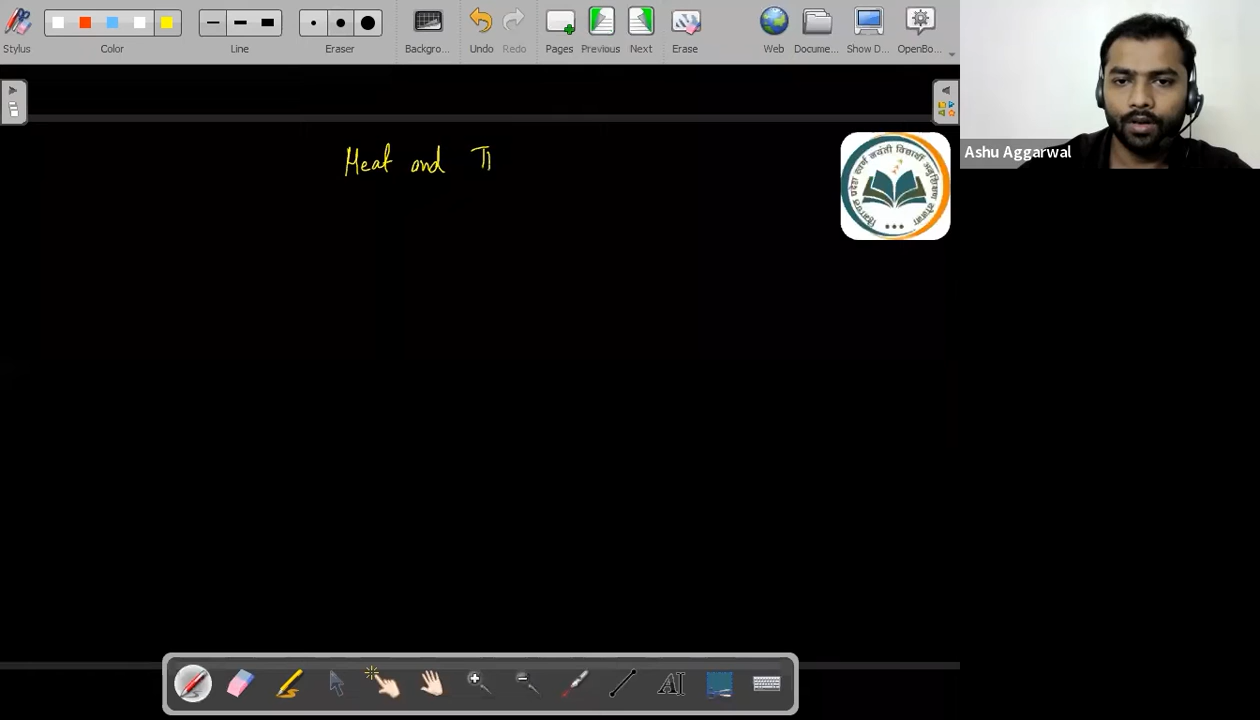 Stylus
Color
Line
Eraser
Backgro...
Undo
Redo
Pages
Previous
Next
Erase
Web
Docume...
Show D...
OpenBo...
Heat and
Ashu Aggarwal